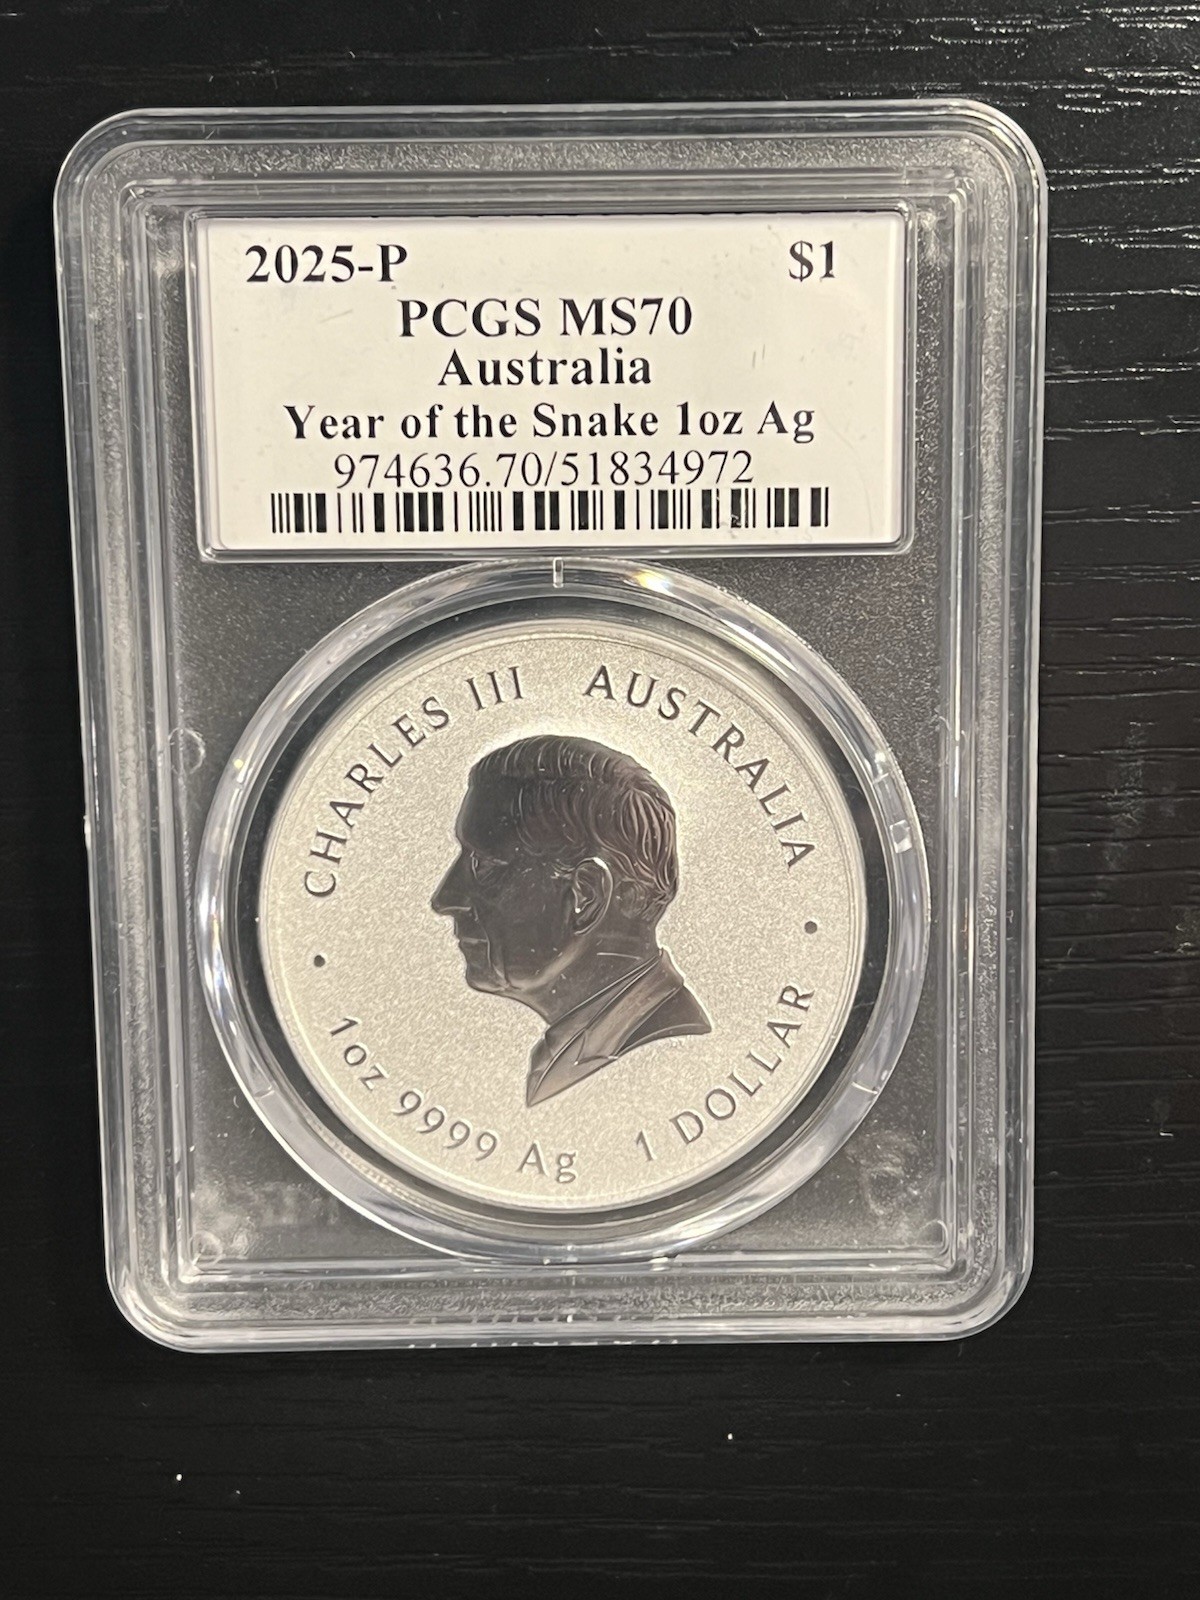 2025-P $1
PCGS MS70
Australia
Year of the Snake 1oz Ag
974636.70/51834972
CHARLES III AUSTRALIA
1oz 9999 Ag 1 DOLLAR